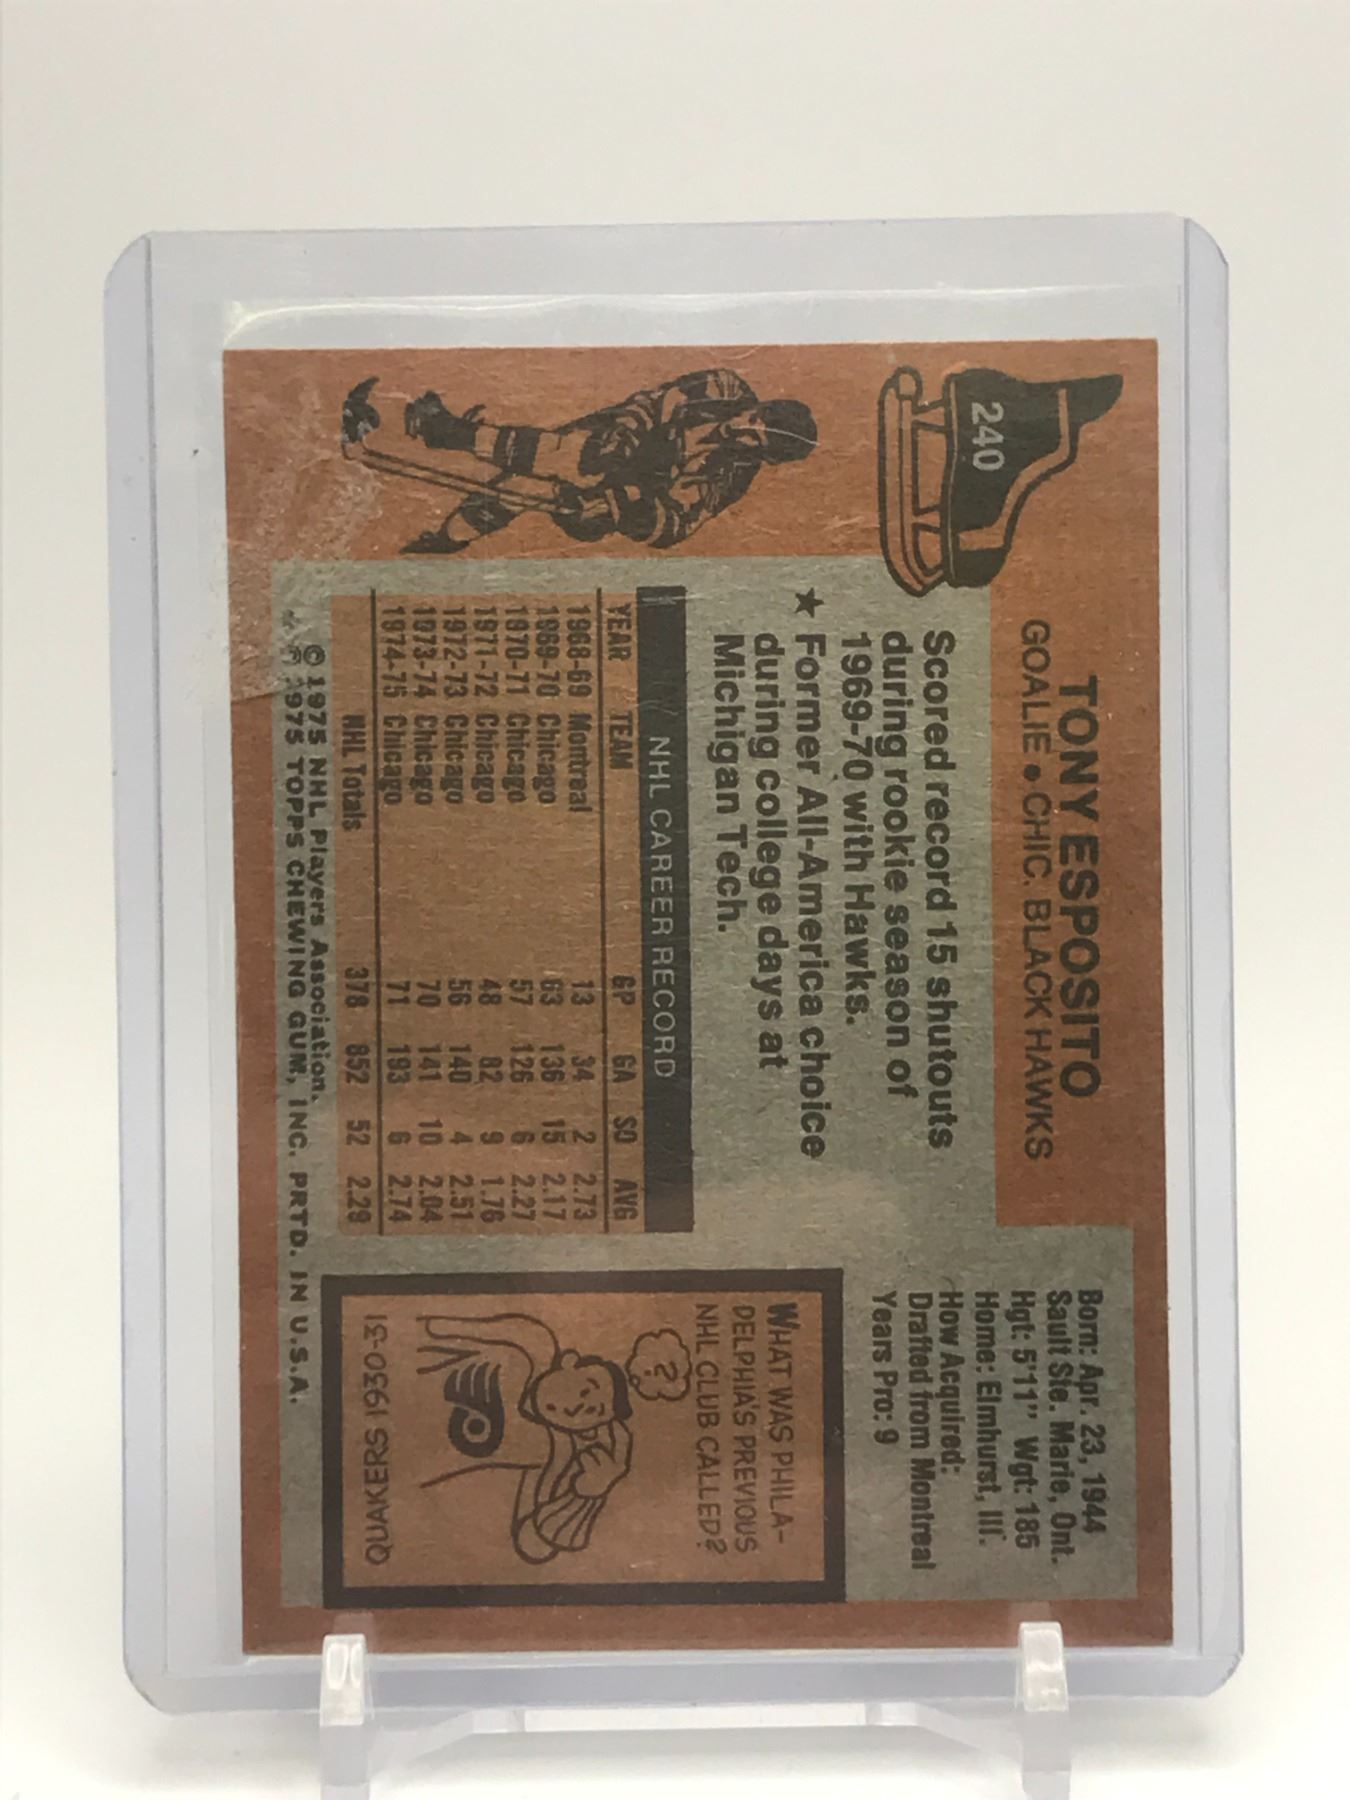 240
TONY ESPOSITO
GOALIE • CHIC. BLACK HAWKS
Born: Apr. 23, 1944
Sault Ste. Marie, Ont.
Hgt: 5'11" Wgt: 185
Home: Elmhurst, Ill.
How Acquired:
Drafted from Montreal
Years Pro: 9
Scored record 15 shutouts
during rookie season of
1969-70 with Hawks.
★ Former All-America choice
during college days at
Michigan Tech.
NHL CAREER RECORD
YEAR TEAM GP GA SO AVG
1968-69 Montreal 13 34 2 2.73
1969-70 Chicago 63 136 15 2.17
1970-71 Chicago 57 126 6 2.27
1971-72 Chicago 48 82 9 1.76
1972-73 Chicago 56 140 4 2.51
1973-74 Chicago 70 141 10 2.04
1974-75 Chicago 71 193 6 2.74
NHL Totals 378 852 52 2.29
WHAT WAS PHILA-
DELPHIA'S PREVIOUS
NHL CLUB CALLED?
?
QUAKERS 1930-31
© 1975 NHL Players Association.
1975 TOPPS CHEWING GUM, INC. PRTD. IN U.S.A.